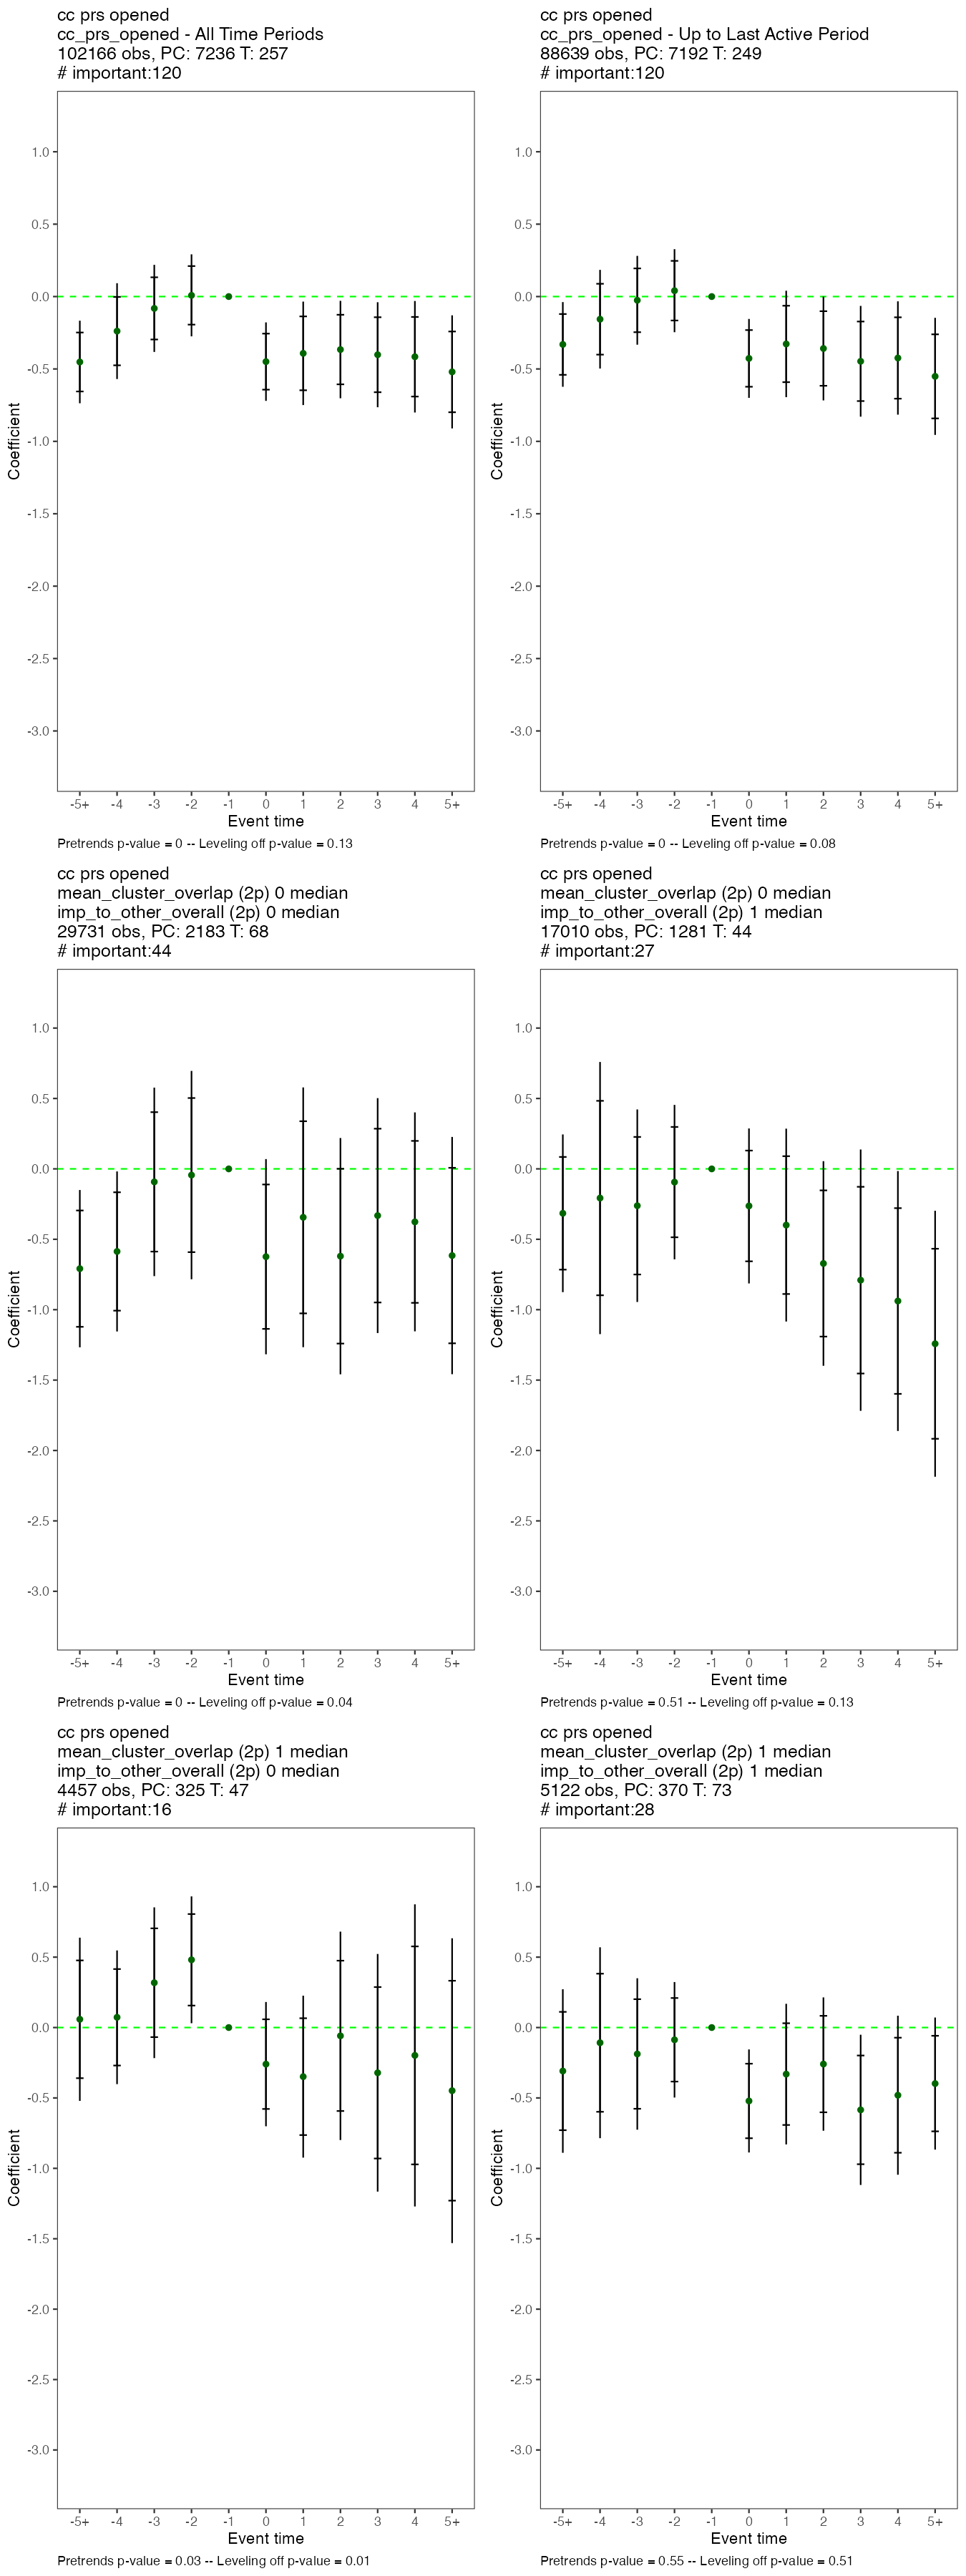 cc prs opened
cc_prs_opened - All Time Periods
102166 obs, PC: 7236 T: 257
# important:120
1.0
0.5
0.0
-0.5
-1.0
-1.5
-2.0
-2.5
-3.0
Coefficient
-5+ -4 -3 -2 -1 0 1 2 3 4 5+
Event time
Pretrends p-value = 0 -- Leveling off p-value = 0.13
cc prs opened
cc_prs_opened - Up to Last Active Period
88639 obs, PC: 7192 T: 249
# important:120
1.0
0.5
0.0
-0.5
-1.0
-1.5
-2.0
-2.5
-3.0
Coefficient
-5+ -4 -3 -2 -1 0 1 2 3 4 5+
Event time
Pretrends p-value = 0 -- Leveling off p-value = 0.08
cc prs opened
mean_cluster_overlap (2p) 0 median
imp_to_other_overall (2p) 0 median
29731 obs, PC: 2183 T: 68
# important:44
1.0
0.5
0.0
-0.5
-1.0
-1.5
-2.0
-2.5
-3.0
Coefficient
-5+ -4 -3 -2 -1 0 1 2 3 4 5+
Event time
Pretrends p-value = 0 -- Leveling off p-value = 0.04
cc prs opened
mean_cluster_overlap (2p) 0 median
imp_to_other_overall (2p) 1 median
17010 obs, PC: 1281 T: 44
# important:27
1.0
0.5
0.0
-0.5
-1.0
-1.5
-2.0
-2.5
-3.0
Coefficient
-5+ -4 -3 -2 -1 0 1 2 3 4 5+
Event time
Pretrends p-value = 0.51 -- Leveling off p-value = 0.13
cc prs opened
mean_cluster_overlap (2p) 1 median
imp_to_other_overall (2p) 0 median
4457 obs, PC: 325 T: 47
# important:16
1.0
0.5
0.0
-0.5
-1.0
-1.5
-2.0
-2.5
-3.0
Coefficient
-5+ -4 -3 -2 -1 0 1 2 3 4 5+
Event time
Pretrends p-value = 0.03 -- Leveling off p-value = 0.01
cc prs opened
mean_cluster_overlap (2p) 1 median
imp_to_other_overall (2p) 1 median
5122 obs, PC: 370 T: 73
# important:28
1.0
0.5
0.0
-0.5
-1.0
-1.5
-2.0
-2.5
-3.0
Coefficient
-5+ -4 -3 -2 -1 0 1 2 3 4 5+
Event time
Pretrends p-value = 0.55 -- Leveling off p-value = 0.51